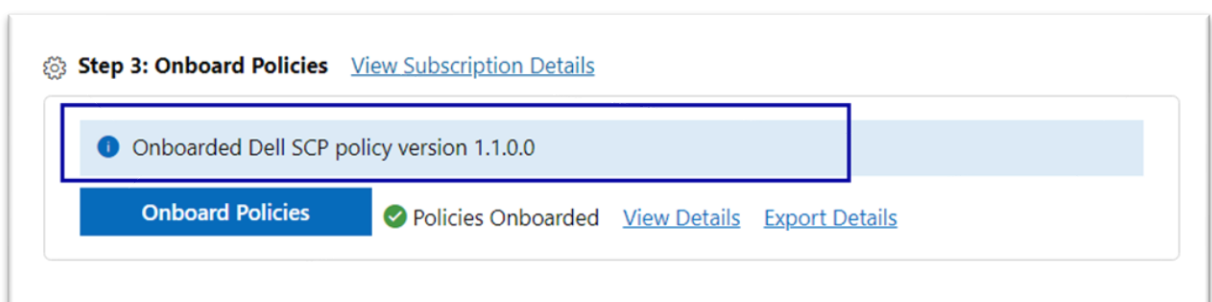 Step 3: Onboard Policies View Subscription Details
Onboarded Dell SCP policy version 1.1.0.0
Onboard Policies Policies Onboarded View Details Export Details